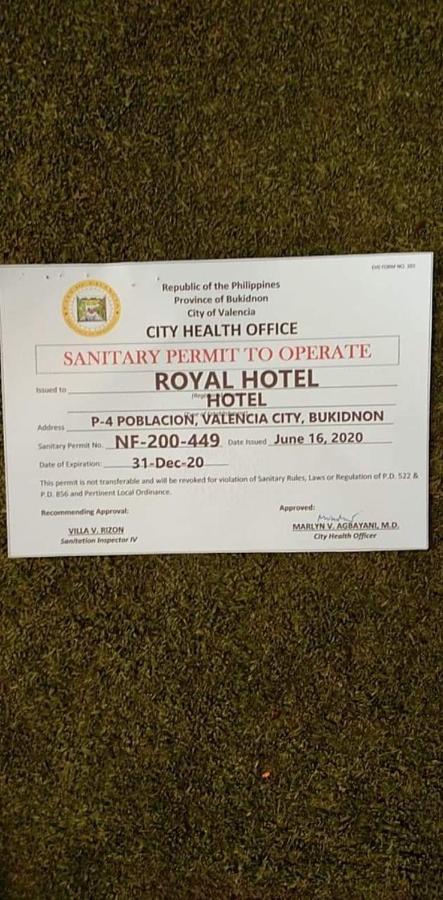 EHS FORM NO. 103
Republic of the Philippines
Province of Bukidnon
City of Valencia
CITY HEALTH OFFICE
SANITARY PERMIT TO OPERATE
Issued to ROYAL HOTEL
HOTEL
Address P-4 POBLACION, VALENCIA CITY, BUKIDNON
Sanitary Permit No. NF-200-449 Date Issued June 16, 2020
Date of Expiration: 31-Dec-20
This permit is not transferable and will be revoked for violation of Sanitary Rules, Laws or Regulation of P.D. 522 &
P.D. 856 and Pertinent Local Ordinance.
Recommending Approval: Approved:
VILLA V. RIZON MARLYN V. AGBAYANI, M.D.
Sanitation Inspector IV City Health Officer